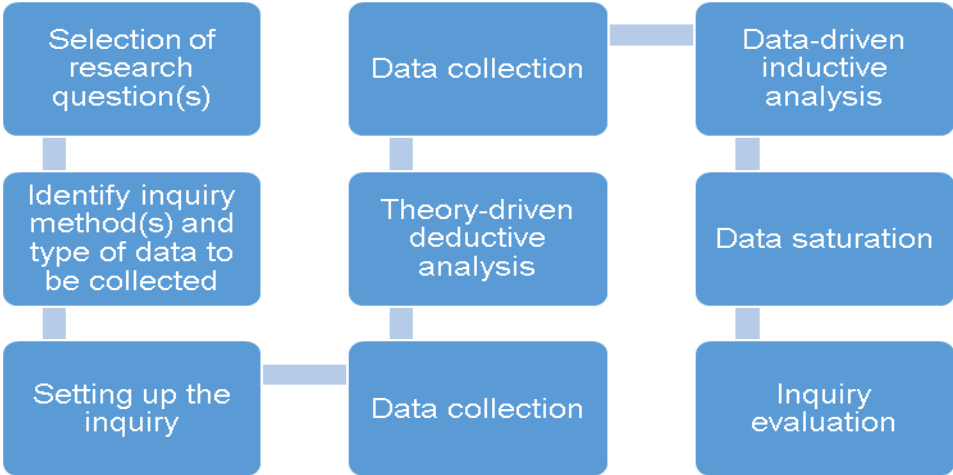 Selection of
research
question(s)
Identify inquiry
method(s) and
type of data to
be collected
Setting up the
inquiry
Data collection
Theory-driven
deductive
analysis
Data collection
Data-driven
inductive
analysis
Data saturation
Inquiry
evaluation